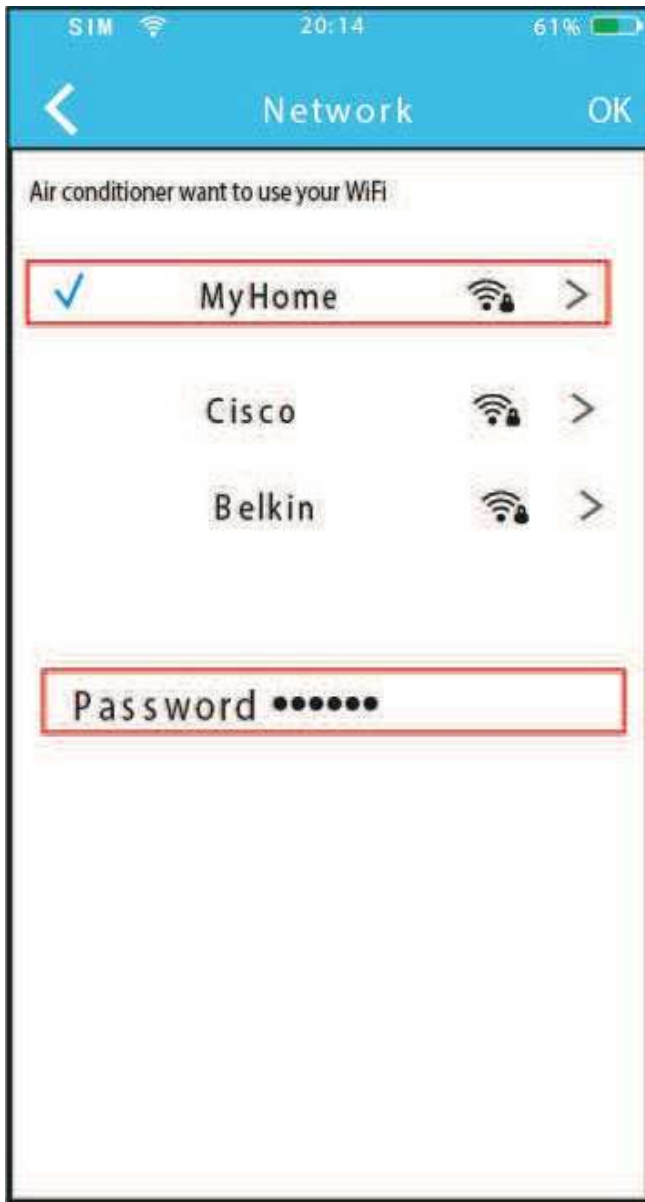 SIM 20:14 61%
Network OK
Air conditioner want to use your WiFi
MyHome
Cisco
Belkin
Password ••••••